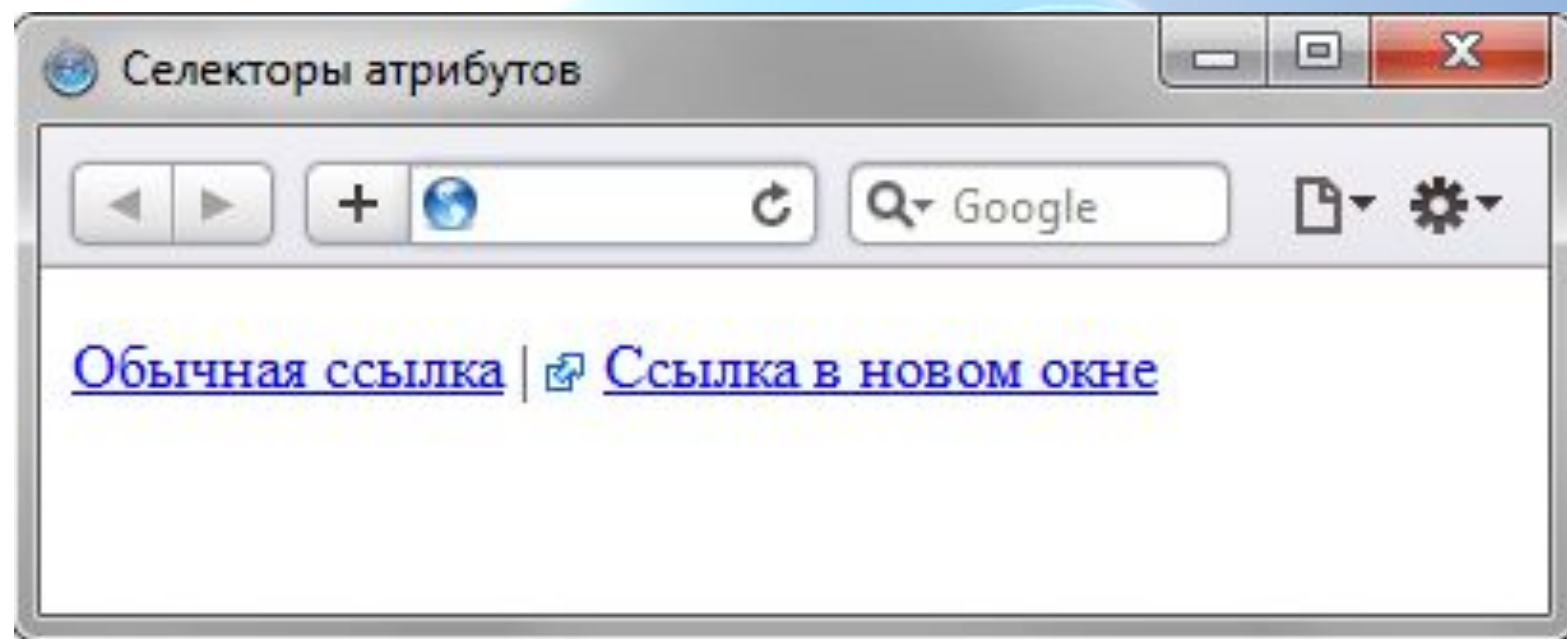 Селекторы атрибутов
Google
Обычная ссылка | Ссылка в новом окне